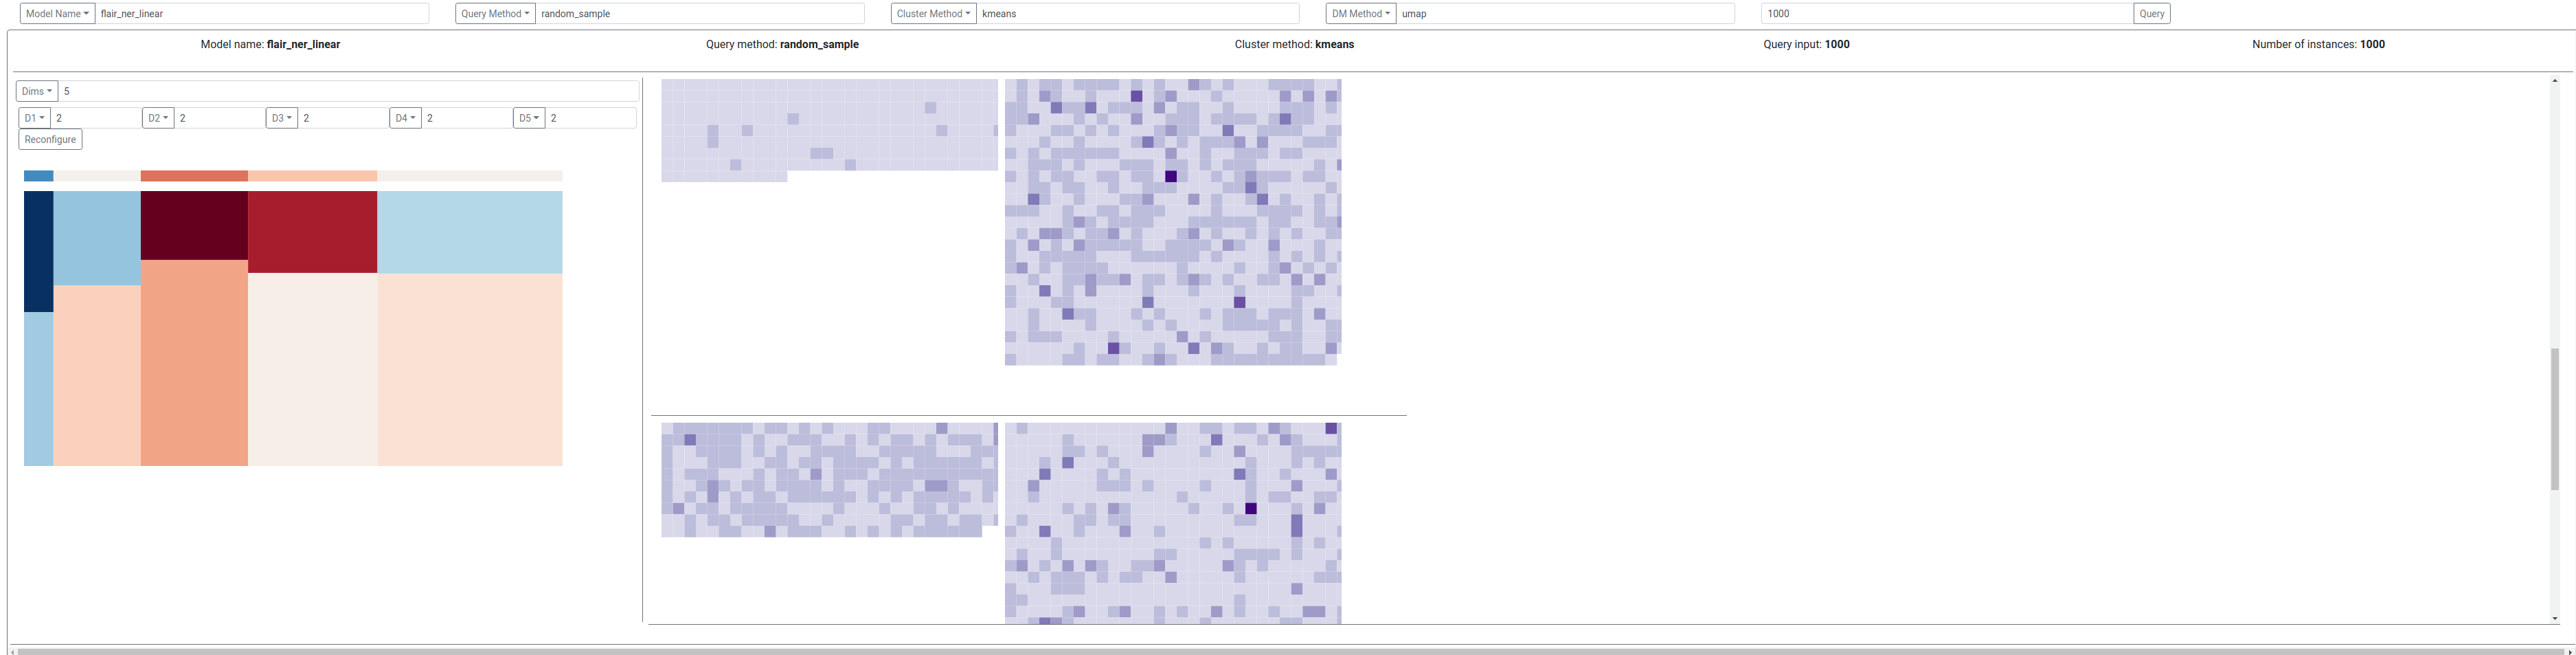 Model Name flair_ner_linear Query Method random_sample Cluster Method kmeans DM Method umap 1000 Query
Model name: flair_ner_linear Query method: random_sample Cluster method: kmeans Query input: 1000 Number of instances: 1000
Dims 5
D1 2 D2 2 D3 2 D4 2 D5 2
Reconfigure